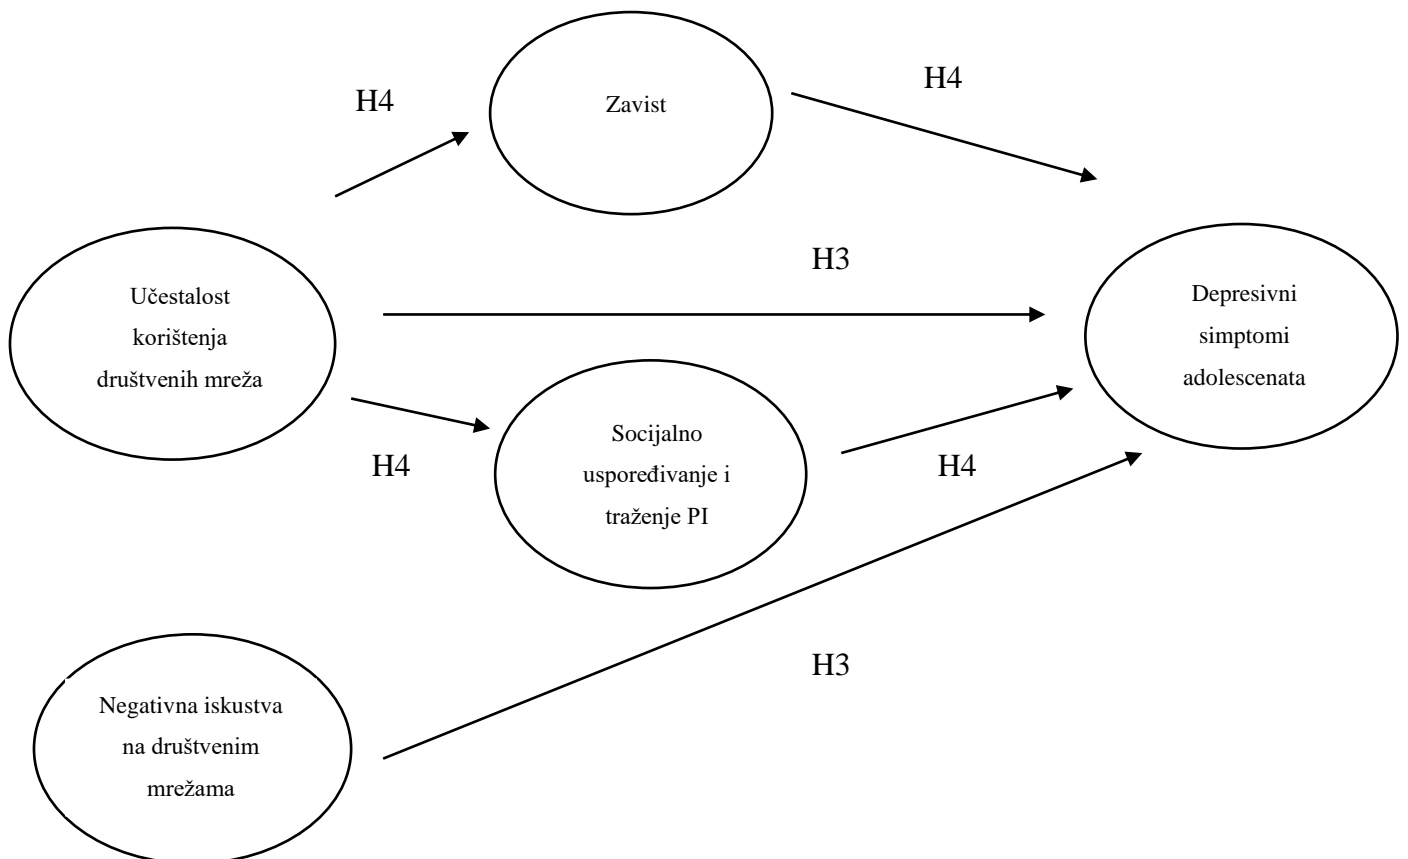 H4
Zavist
H4
H3
Učestalost
korištenja
društvenih mreža
Depresivni
simptomi
adolescenata
H4
Socijalno
uspoređivanje i
traženje PI
H4
H3
Negativna iskustva
na društvenim
mrežama